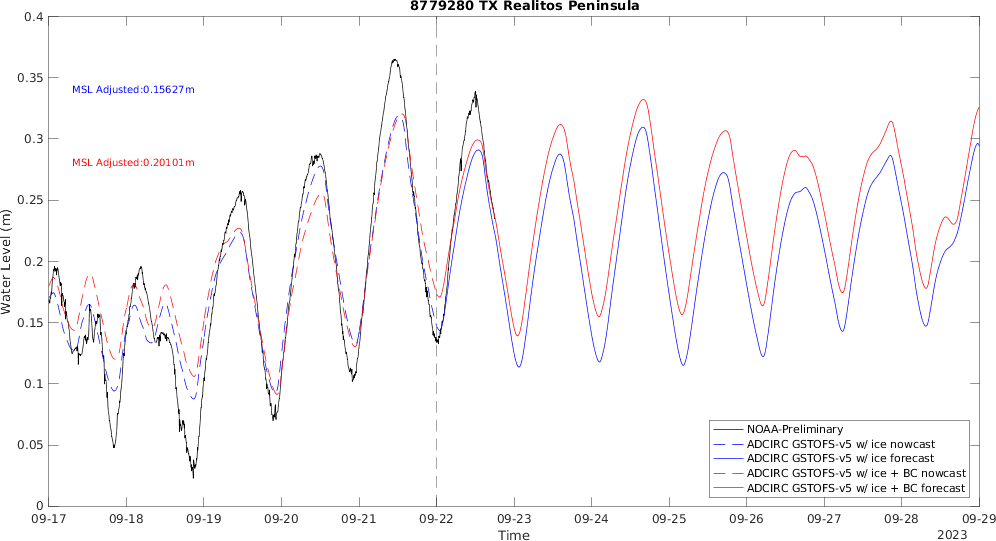 8779280 TX Realitos Peninsula
0.4
0.35
0.3
0.25
0.2
0.15
0.1
0.05
0
Water Level (m)
MSL Adjusted:0.15627m
MSL Adjusted:0.20101m
NOAA-Preliminary
ADCIRC GSTOFS-v5 w/ ice nowcast
ADCIRC GSTOFS-v5 w/ ice forecast
ADCIRC GSTOFS-v5 w/ ice + BC nowcast
ADCIRC GSTOFS-v5 w/ ice + BC forecast
09-17 09-18 09-19 09-20 09-21 09-22 09-23 09-24 09-25 09-26 09-27 09-28 09-29
Time
2023